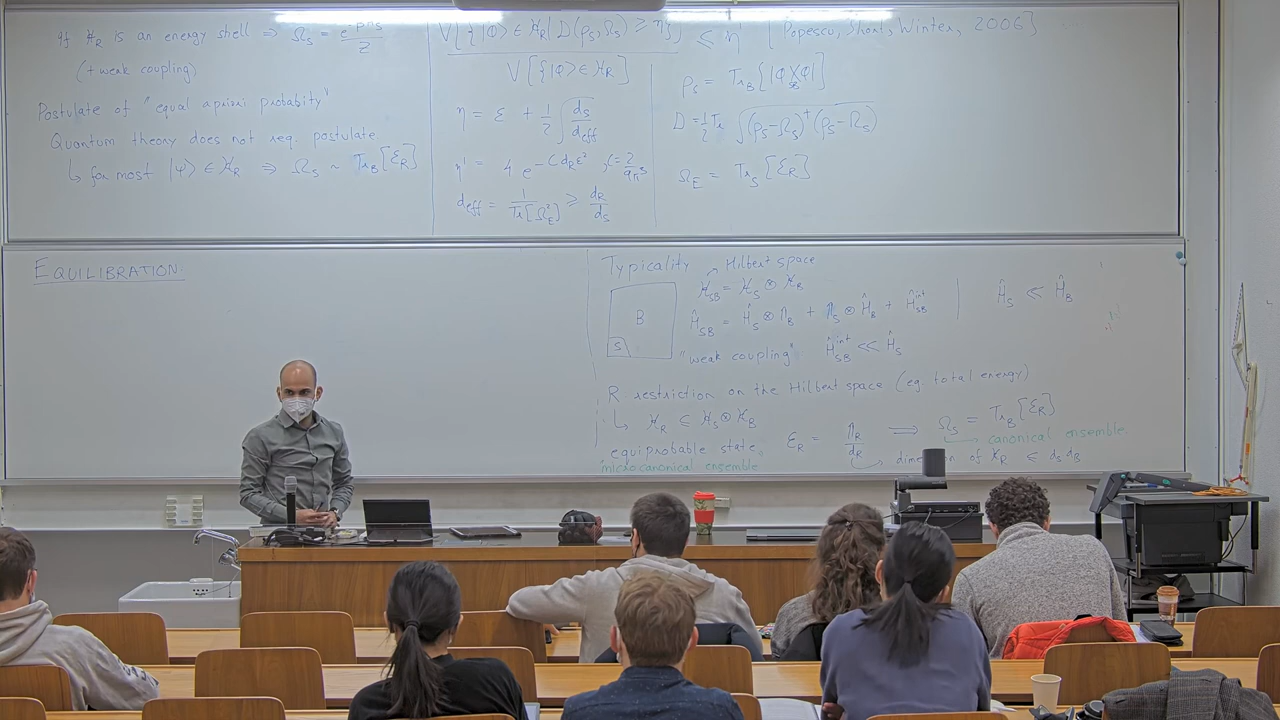 If ℋ_R is an energy shell ⇒ Ω_S = e^{-βH_S}/Z
(+ weak coupling)
Postulate of "equal apriori probability"
Quantum theory does not req. postulate
↳ for most |ψ⟩ ∈ ℋ_R ⇒ Ω_S ~ Tr_B[ℰ_R]
V[{|Φ⟩ ∈ ℋ_R | D(ρ_S, Ω_S) ≥ η}] / V[{|Φ⟩ ∈ ℋ_R}] ≤ η' [Popescu, Short, Winter, 2006]
η = ε + 1/2 √(d_S/d_eff)
η' = 4 e^{-C d_R ε²}
d_eff = 1/Tr[Ω_E²] ≥ d_R/d_S
ρ_S = Tr_B{|Φ⟩⟨Φ|}
D = 1/2 Tr √((ρ_S-Ω_S)†(ρ_S-Ω_S))
Ω_E = Tr_S[ℰ_R]
EQUILIBRATION:
Typicality
Hilbert space
B
S
ℋ_SB = ℋ_S ⊗ ℋ_B
Ĥ_SB = Ĥ_S ⊗ 𝟙_B + 𝟙_S ⊗ Ĥ_B + Ĥ_SB^int | Ĥ_S ≪ Ĥ_B
"weak coupling" Ĥ_SB^int ≪ Ĥ_S
R restriction on the Hilbert space (eg. total energy)
↳ ℋ_R ⊆ ℋ_S ⊗ ℋ_B
equiprobable state, ℰ_R = 𝟙_R/d_R ⇒ Ω_S = Tr_B[ℰ_R]
canonical ensemble
microcanonical ensemble
dimension of ℋ_R ≤ d_S d_B